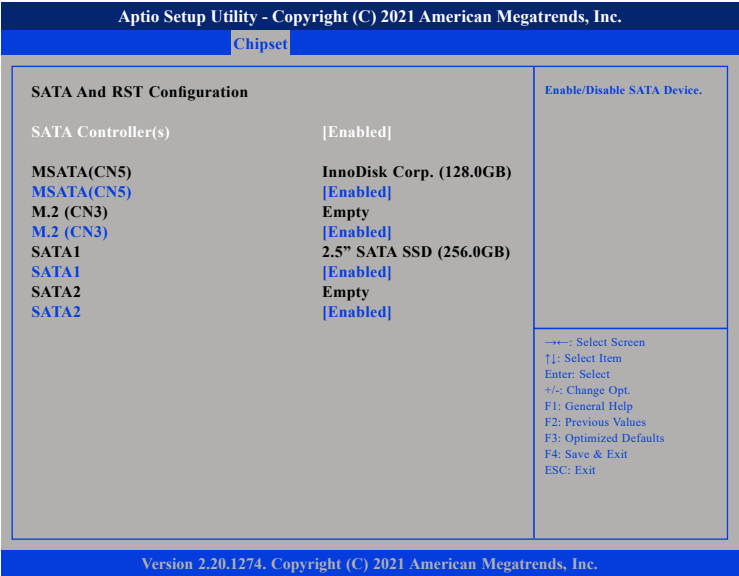 Aptio Setup Utility - Copyright (C) 2021 American Megatrends, Inc.
Chipset
SATA And RST Configuration
SATA Controller(s) [Enabled]
MSATA(CN5) InnoDisk Corp. (128.0GB)
MSATA(CN5) [Enabled]
M.2 (CN3) Empty
M.2 (CN3) [Enabled]
SATA1 2.5” SATA SSD (256.0GB)
SATA1 [Enabled]
SATA2 Empty
SATA2 [Enabled]
Enable/Disable SATA Device.
→←: Select Screen
↑↓: Select Item
Enter: Select
+/-: Change Opt.
F1: General Help
F2: Previous Values
F3: Optimized Defaults
F4: Save & Exit
ESC: Exit
Version 2.20.1274. Copyright (C) 2021 American Megatrends, Inc.